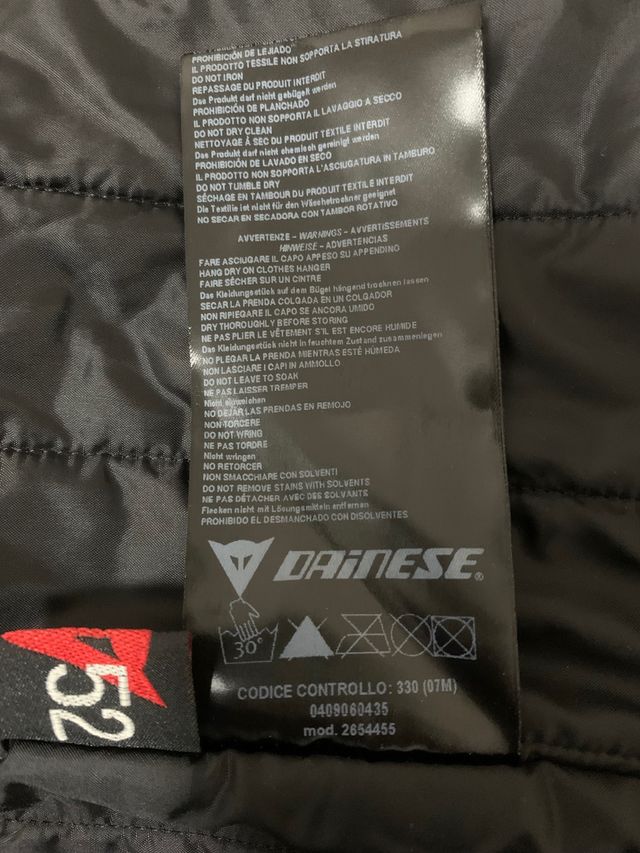 PROHIBICIÓN DE LEJIADO
IL PRODOTTO TESSILE NON SOPPORTA LA STIRATURA
DO NOT IRON
REPASSAGE DU PRODUIT INTERDIT
Das Produkt darf nicht gebügelt werden
PROHIBICIÓN DE PLANCHADO
IL PRODOTTO NON SOPPORTA IL LAVAGGIO A SECCO
DO NOT DRY CLEAN
NETTOYAGE Á SEC DU PRODUIT TEXTILE INTERDIT
Das Produkt darf nicht chemisch gereinigt werden
PROHIBICIÓN DE LAVADO EN SECO
IL PRODOTTO NON SOPPORTA L'ASCIUGATURA IN TAMBURO
DO NOT TUMBLE DRY
SÉCHAGE EN TAMBOUR DU PRODUIT TEXTILE INTERDIT
Die Textilie ist nicht für den Wäschetrockner geeignet
NO SECAR EN SECADORA CON TAMBOR ROTATIVO
AVVERTENZE - WARNINGS - AVVERTISSEMENTS
HINWEISE - ADVERTENCIAS
FARE ASCIUGARE IL CAPO APPESO SU APPENDINO
HANG DRY ON CLOTHES HANGER
FAIRE SÉCHER SUR UN CINTRE
Das Kleidungsstück auf dem Bügel hängend trocknen lassen
SECAR LA PRENDA COLGADA EN UN COLGADOR
NON RIPIEGARE IL CAPO SE ANCORA UMIDO
DRY THOROUGHLY BEFORE STORING
NE PAS PLIER LE VÊTEMENT S'IL EST ENCORE HUMIDE
Das Kleidungsstück nicht in feuchtem Zustand zusammenlegen
NO PLEGAR LA PRENDA MIENTRAS ESTÉ HÚMEDA
NON LASCIARE I CAPI IN AMMOLLO
DO NOT LEAVE TO SOAK
NE PAS LAISSER TREMPER
Nicht einweichen
NO DEJAR LAS PRENDAS EN REMOJO
NON TORCERE
DO NOT WRING
NE PAS TORDRE
Nicht wringen
NO RETORCER
NON SMACCHIARE CON SOLVENTI
DO NOT REMOVE STAINS WITH SOLVENTS
NE PAS DÉTACHER AVEC DES SOLVANTS
Flecken nicht mit Lösungsmitteln entfernen
PROHIBIDO EL DESMANCHADO CON DISOLVENTES
DAiNESE®
30°
52
CODICE CONTROLLO: 330 (07M)
0409060435
mod. 2654455